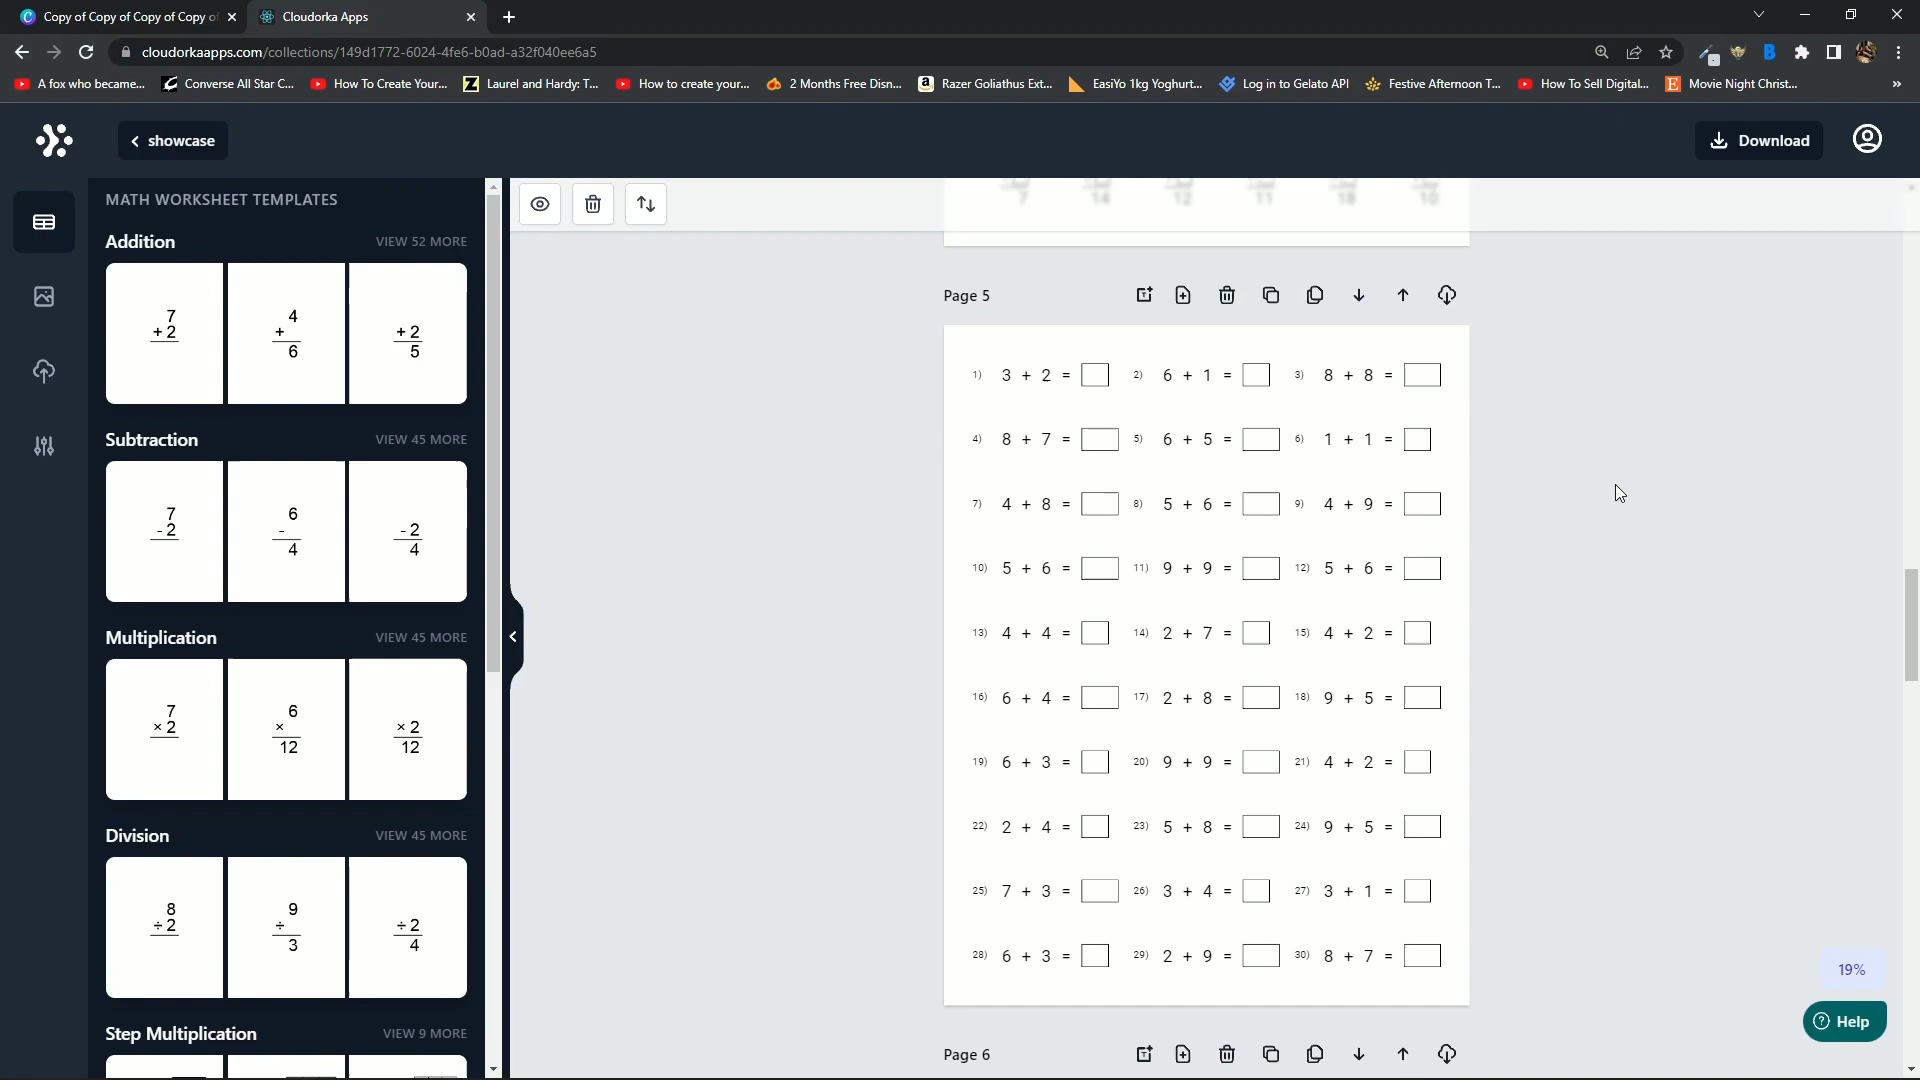 Copy of Copy of Copy of Copy of
Cloudorka Apps
cloudorkaapps.com/collections/149d1772-6024-4fe6-b0ad-a32f040ee6a5
A fox who became...
Converse All Star C...
How To Create Your...
Laurel and Hardy: T...
How to create your...
2 Months Free Disn...
Razer Goliathus Ext...
EasiYo 1kg Yoghurt...
Log in to Gelato API
Festive Afternoon T...
How To Sell Digital...
Movie Night Christ...
showcase
Download
MATH WORKSHEET TEMPLATES
Addition VIEW 52 MORE
7 4
+ 2 + + 2
6 5
Subtraction VIEW 45 MORE
7 6
- 2 - - 2
4 4
Multiplication VIEW 45 MORE
7 6
× 2 × × 2
12 12
Division VIEW 45 MORE
8 9
÷ 2 ÷ ÷ 2
3 4
Step Multiplication VIEW 9 MORE
7 14 12 11 18 10
Page 5
1) 3 + 2 = 2) 6 + 1 = 3) 8 + 8 =
4) 8 + 7 = 5) 6 + 5 = 6) 1 + 1 =
7) 4 + 8 = 8) 5 + 6 = 9) 4 + 9 =
10) 5 + 6 = 11) 9 + 9 = 12) 5 + 6 =
13) 4 + 4 = 14) 2 + 7 = 15) 4 + 2 =
16) 6 + 4 = 17) 2 + 8 = 18) 9 + 5 =
19) 6 + 3 = 20) 9 + 9 = 21) 4 + 2 =
22) 2 + 4 = 23) 5 + 8 = 24) 9 + 5 =
25) 7 + 3 = 26) 3 + 4 = 27) 3 + 1 =
28) 6 + 3 = 29) 2 + 9 = 30) 8 + 7 =
Page 6
19%
Help